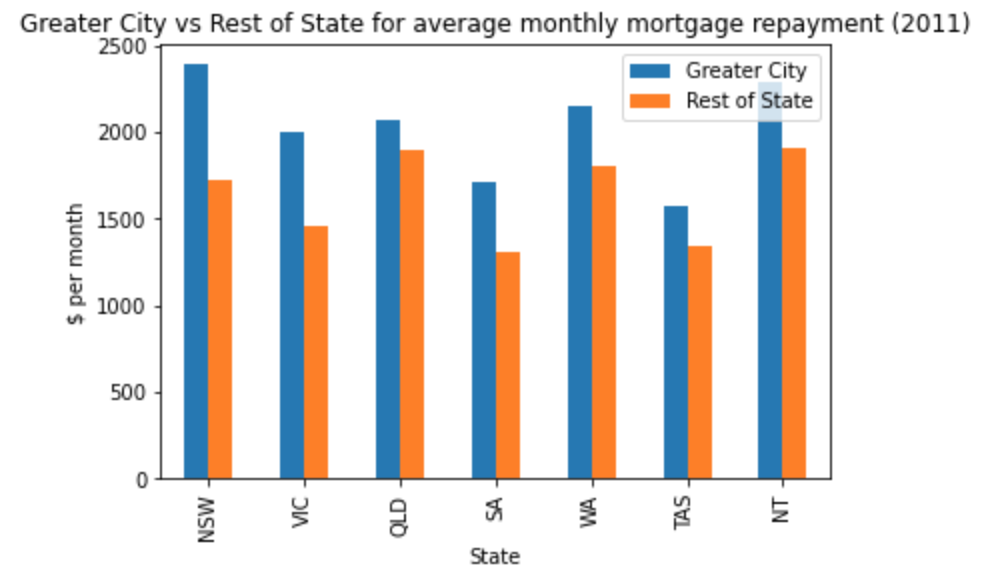 Greater City vs Rest of State for average monthly mortgage repayment (2011)
Greater City
Rest of State
$ per month
2500
2000
1500
1000
500
0
NSW
VIC
QLD
SA
WA
TAS
NT
State